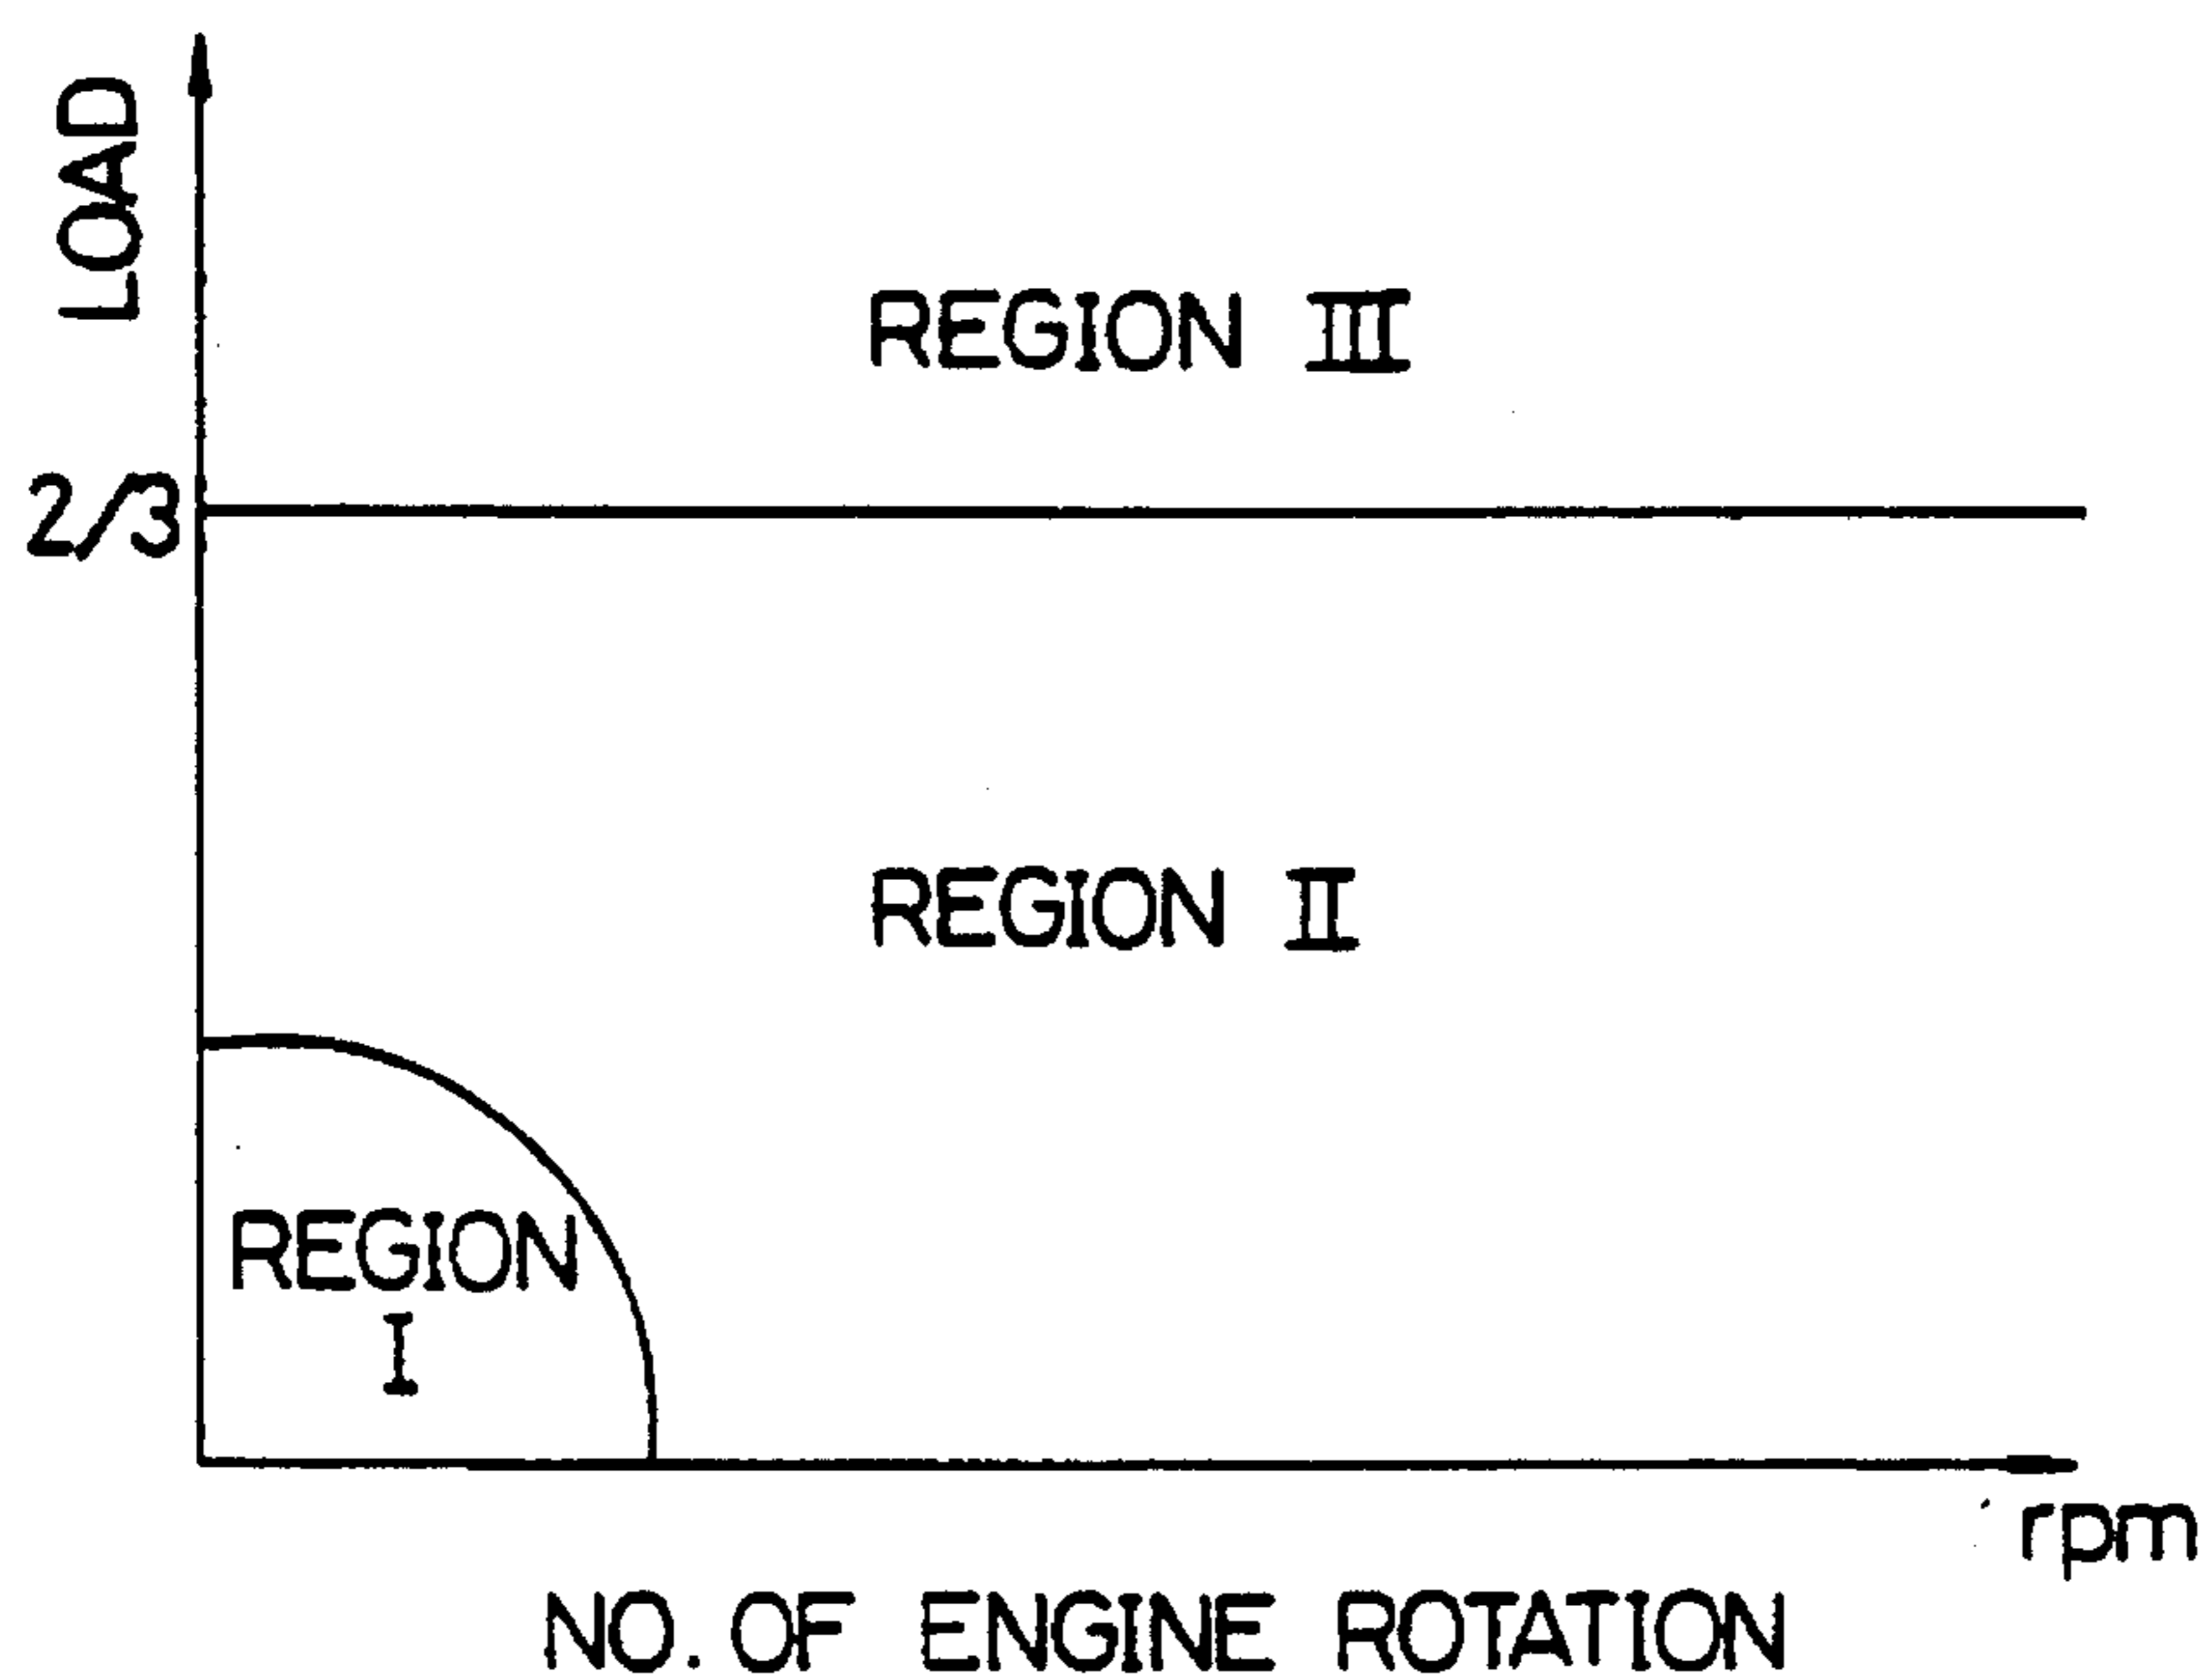 LOAD
REGION III
2/3
REGION II
REGION
I
rpm
NO. OF ENGINE ROTATION